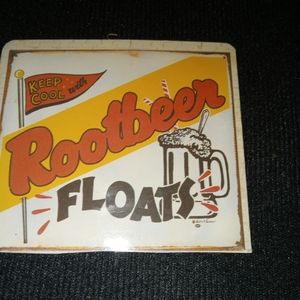 KEEP
COOL with
Rootbeer
FLOATS